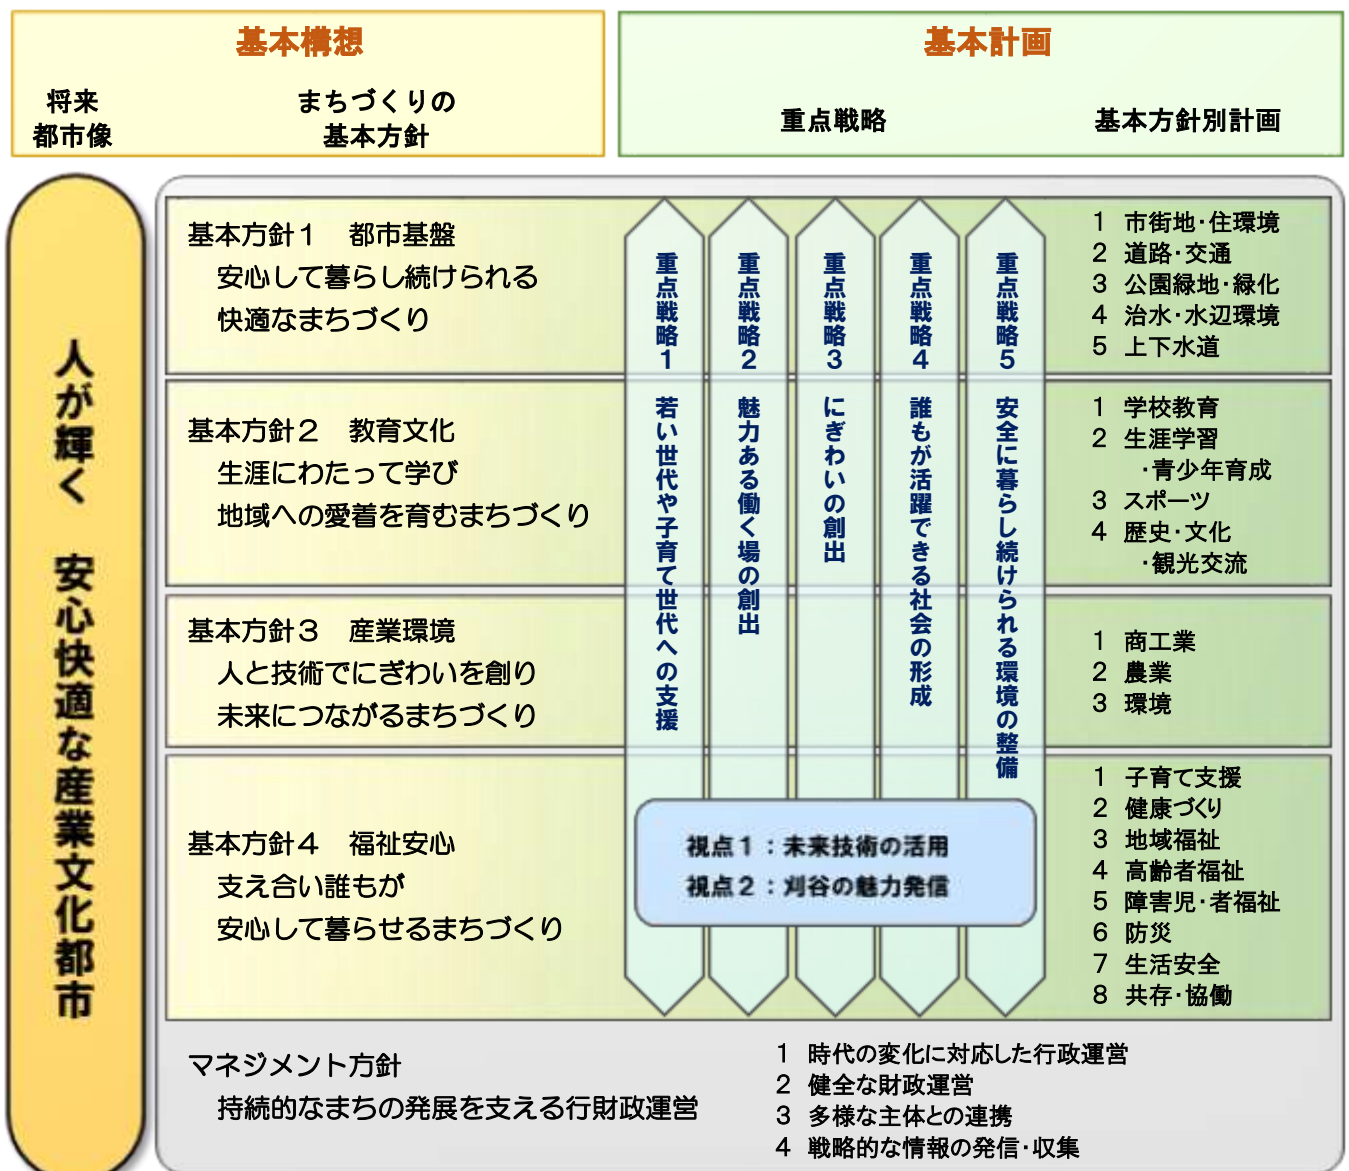 基本構想
将来
都市像
まちづくりの
基本方針
基本計画
重点戦略
基本方針別計画
人が輝く　安心快適な産業文化都市
基本方針１　都市基盤
安心して暮らし続けられる
快適なまちづくり
基本方針２　教育文化
生涯にわたって学び
地域への愛着を育むまちづくり
基本方針３　産業環境
人と技術でにぎわいを創り
未来につながるまちづくり
基本方針４　福祉安心
支え合い誰もが
安心して暮らせるまちづくり
重点戦略１　若い世代や子育て世代への支援
重点戦略２　魅力ある働く場の創出
重点戦略３　にぎわいの創出
重点戦略４　誰もが活躍できる社会の形成
重点戦略５　安全に暮らし続けられる環境の整備
視点１：未来技術の活用
視点２：刈谷の魅力発信
１　市街地・住環境
２　道路・交通
３　公園緑地・緑化
４　治水・水辺環境
５　上下水道
１　学校教育
２　生涯学習
・青少年育成
３　スポーツ
４　歴史・文化
・観光交流
１　商工業
２　農業
３　環境
１　子育て支援
２　健康づくり
３　地域福祉
４　高齢者福祉
５　障害児・者福祉
６　防災
７　生活安全
８　共存・協働
マネジメント方針
持続的なまちの発展を支える行財政運営
１　時代の変化に対応した行政運営
２　健全な財政運営
３　多様な主体との連携
４　戦略的な情報の発信・収集